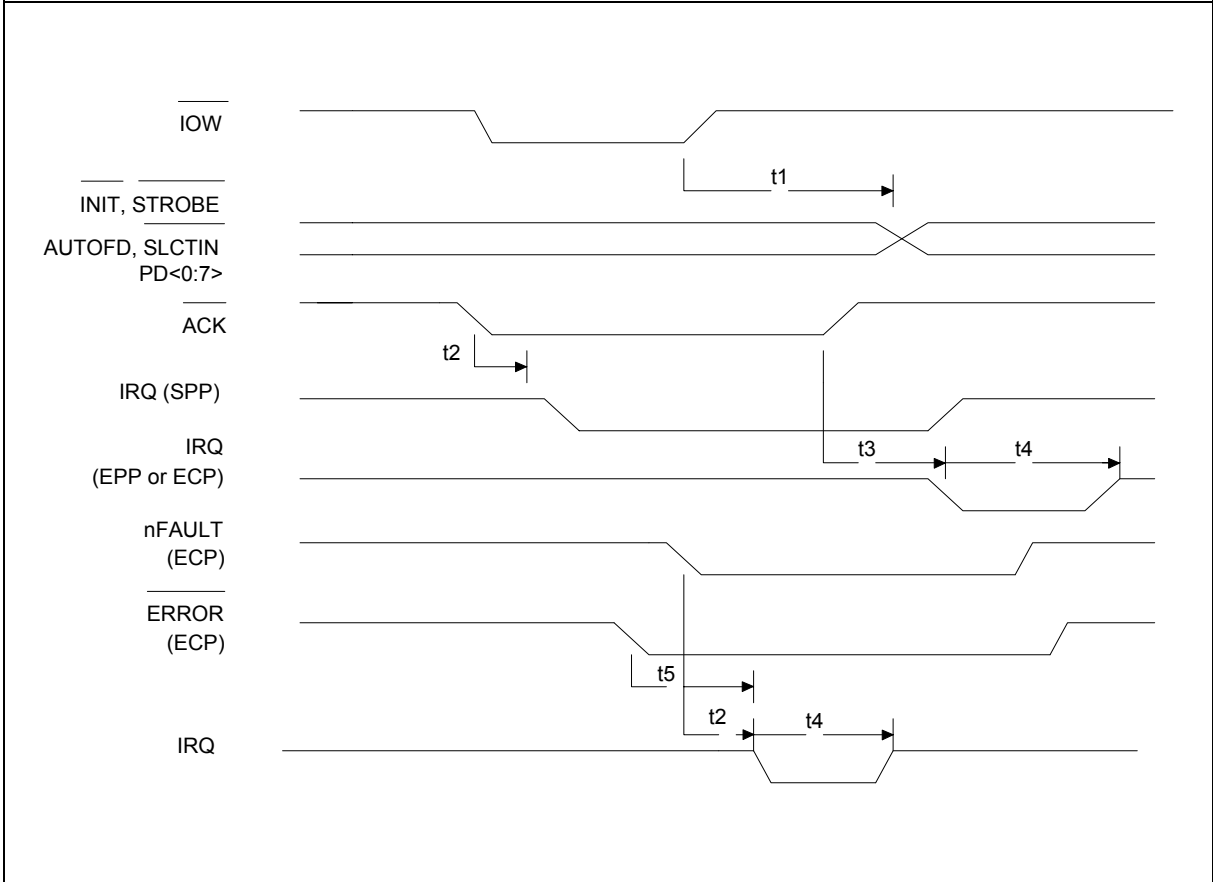 IOW
t1
INIT, STROBE
AUTOFD, SLCTIN
PD<0:7>
ACK
t2
IRQ (SPP)
IRQ
(EPP or ECP)
t3
t4
nFAULT
(ECP)
ERROR
(ECP)
t5
t2
t4
IRQ